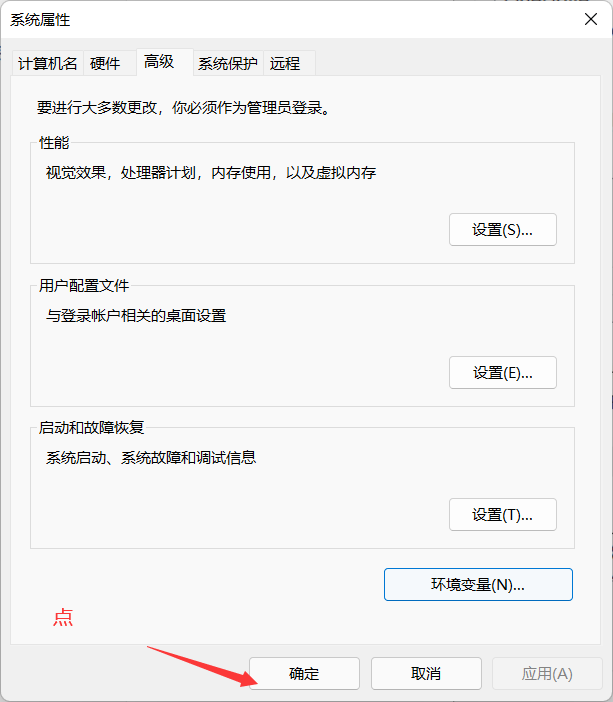 系统属性
计算机名 硬件 高级 系统保护 远程
要进行大多数更改，你必须作为管理员登录。
性能
视觉效果，处理器计划，内存使用，以及虚拟内存
设置(S)...
用户配置文件
与登录帐户相关的桌面设置
设置(E)...
启动和故障恢复
系统启动、系统故障和调试信息
设置(T)...
环境变量(N)...
点
确定 取消 应用(A)